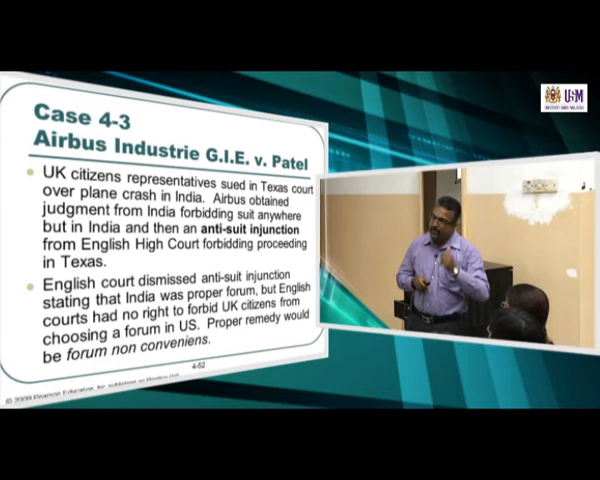 Case 4-3
Airbus Industrie G.I.E. v. Patel
UK citizens representatives sued in Texas court
over plane crash in India. Airbus obtained
judgment from India forbidding suit anywhere
but in India and then an anti-suit injunction
from English High Court forbidding proceeding
in Texas.
English court dismissed anti-suit injunction
stating that India was proper forum, but English
courts had no right to forbid UK citizens from
choosing a forum in US. Proper remedy would
be forum non conveniens.
4-52
© 2009 Pearson Education, Inc. publishing as Prentice Hall
USM
UNIVERSITI SAINS MALAYSIA